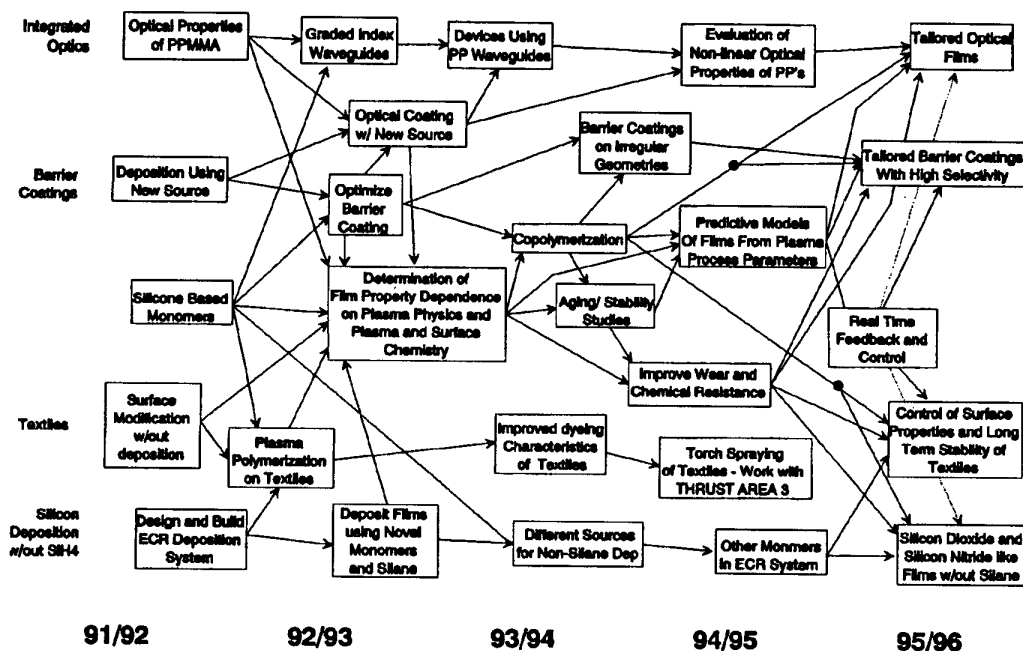 Integrated
Optics
Optical Properties
of PPMMA
Graded Index
Waveguides
Devices Using
PP Waveguides
Evaluation of
Non-linear Optical
Properties of PP's
Tailored Optical
Films
Optical Coating
w/ New Source
Barrier
Coatings
Deposition Using
New Source
Optimize
Barrier
Coating
Barrier Coatings
on Irregular
Geometries
Tailored Barrier Coatings
With High Selectivity
Copolymerization
Predictive Models
Of Films From Plasma
Process Parameters
Silicone Based
Monomers
Determination of
Film Property Dependence
on Plasma Physics and
Plasma and Surface
Chemistry
Aging/ Stability
Studies
Real Time
Feedback and
Control
Improve Wear and
Chemical Resistance
Textiles
Surface
Modification
w/out
deposition
Plasma
Polymerization
on Textiles
Improved dyeing
Characteristics
of Textiles
Torch Spraying
of Textiles - Work with
THRUST AREA 3
Control of Surface
Properties and Long
Term Stability of
Textiles
Silicon
Deposition
w/out SiH4
Design and Build
ECR Deposition
System
Deposit Films
using Novel
Monomers
and Silane
Different Sources
for Non-Silane Dep
Other Monmers
in ECR System
Silicon Dioxide and
Silicon Nitride like
Films w/out Silane
91/92
92/93
93/94
94/95
95/96